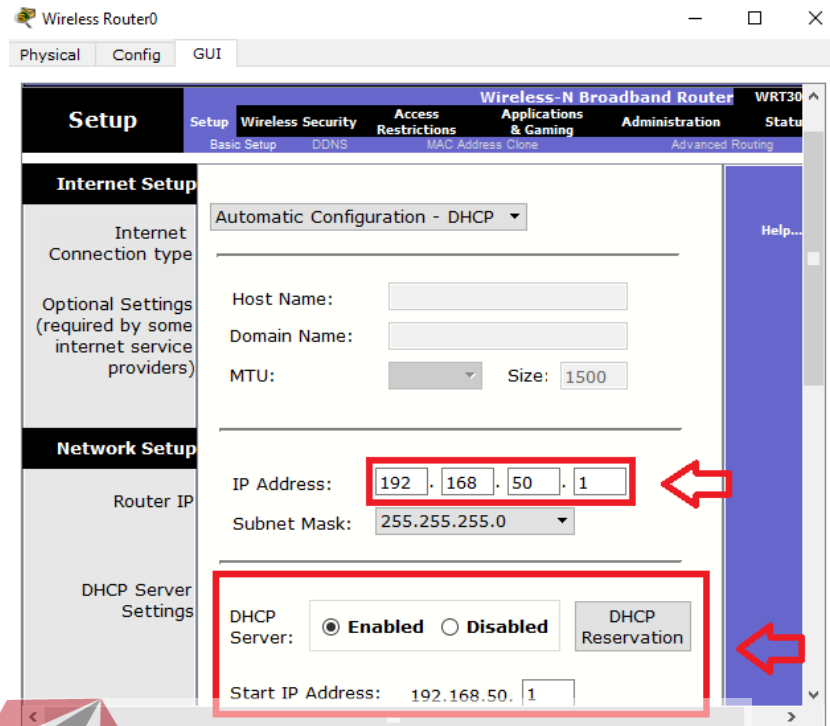 Wireless Router0
Physical Config GUI
Wireless-N Broadband Router WRT30
Setup
Setup Wireless Security Access Restrictions Applications & Gaming Administration Statu
Basic Setup DDNS MAC Address Clone Advanced Routing
Internet Setup
Automatic Configuration - DHCP
Help...
Internet
Connection type
Optional Settings
(required by some
internet service
providers)
Host Name:
Domain Name:
MTU: Size: 1500
Network Setup
Router IP
IP Address: 192 . 168 . 50 . 1
Subnet Mask: 255.255.255.0
DHCP Server
Settings
DHCP
Server: Enabled Disabled
DHCP
Reservation
Start IP Address: 192.168.50. 1